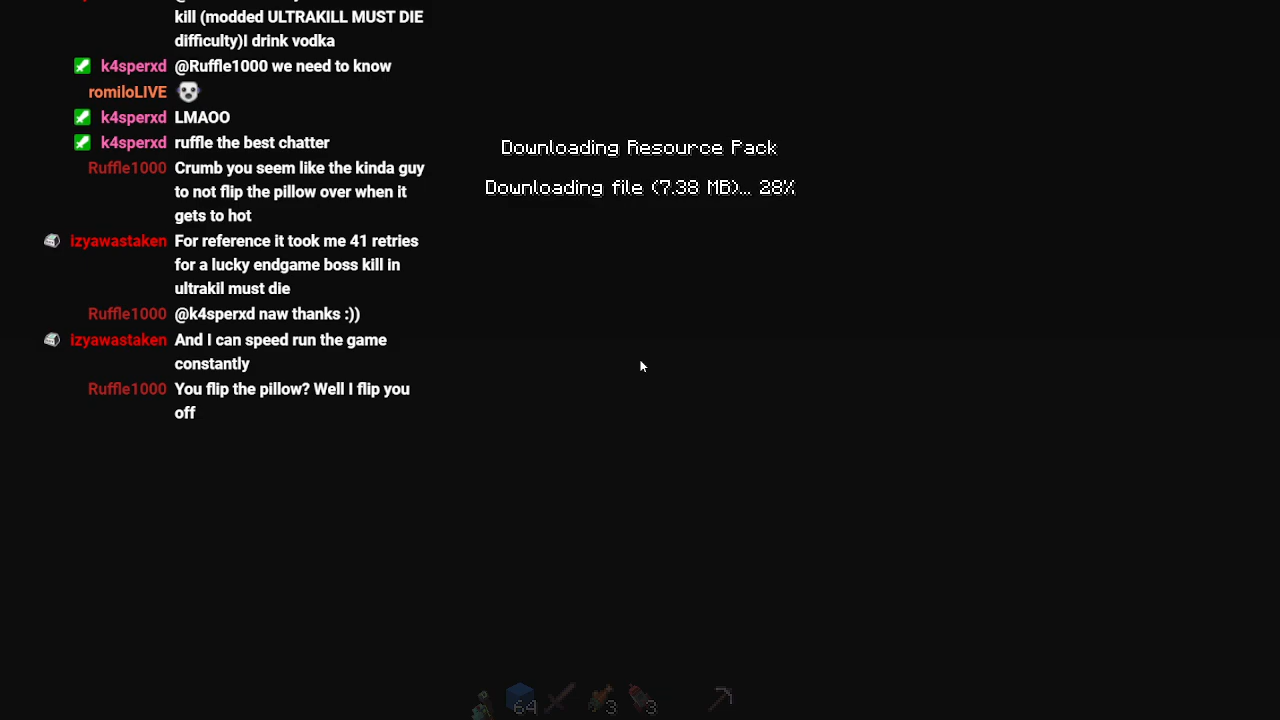 kill (modded ULTRAKILL MUST DIE
difficulty)I drink vodka
k4sperxd @Ruffle1000 we need to know
romiloLIVE
k4sperxd LMAOO
k4sperxd ruffle the best chatter
Ruffle1000 Crumb you seem like the kinda guy
to not flip the pillow over when it
gets to hot
izyawastaken For reference it took me 41 retries
for a lucky endgame boss kill in
ultrakil must die
Ruffle1000 @k4sperxd naw thanks :))
izyawastaken And I can speed run the game
constantly
Ruffle1000 You flip the pillow? Well I flip you
off
Downloading Resource Pack
Downloading file (7.38 MB)... 28%
64
3
3